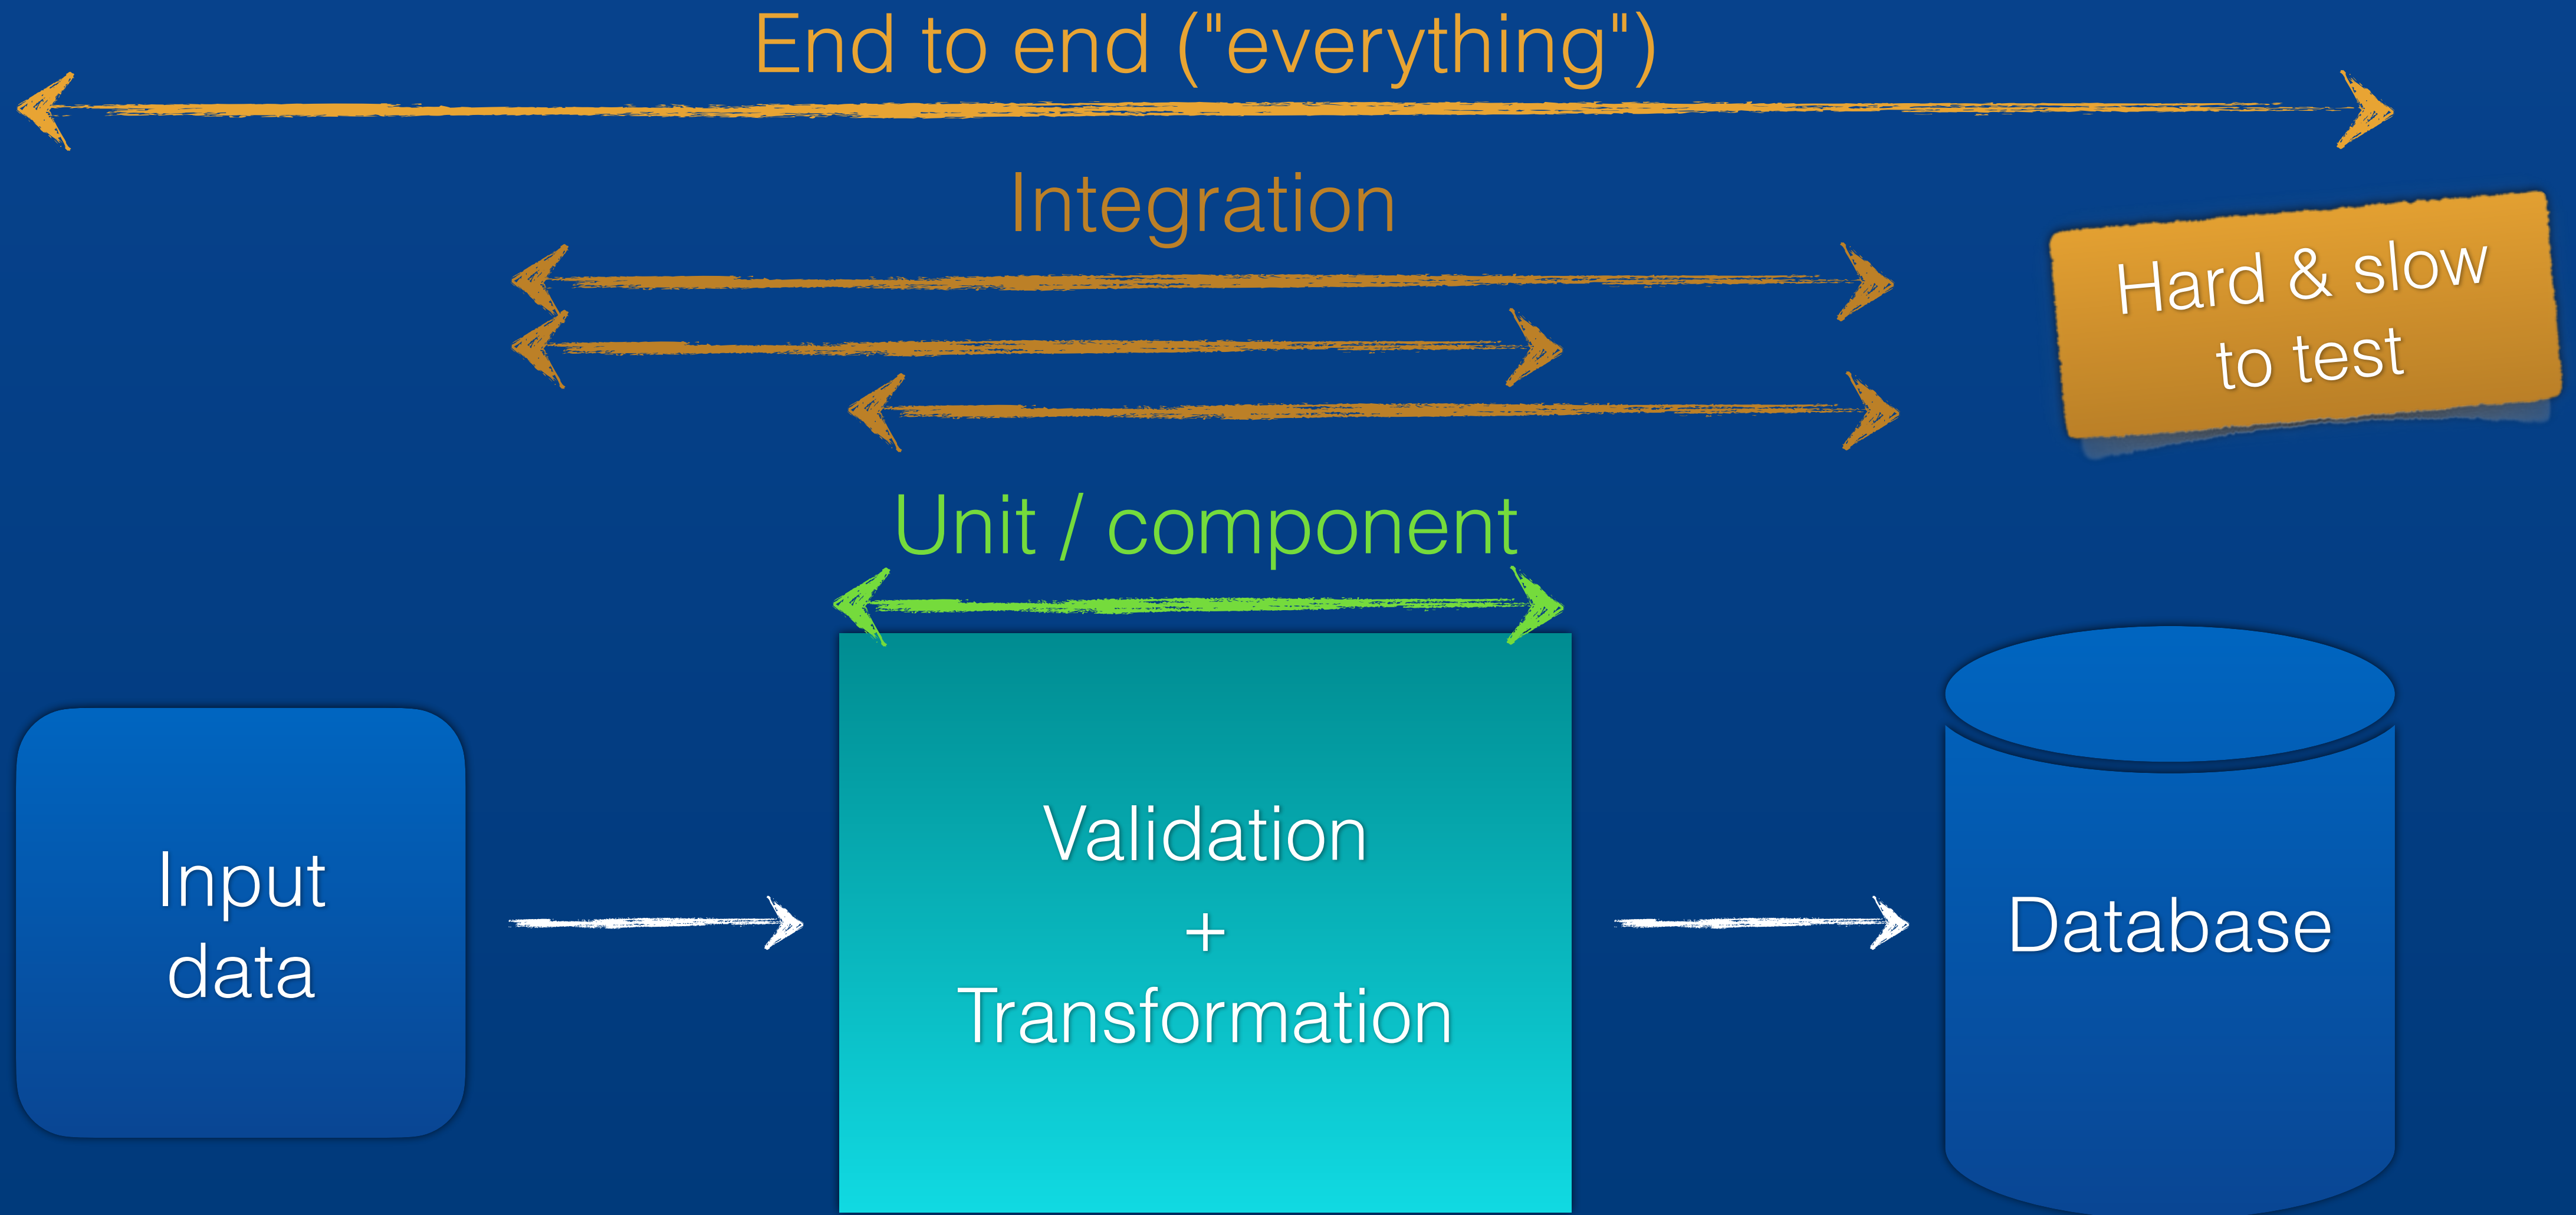 End to end ("everything")
Integration
Hard & slow
to test
Unit / component
Input
data
Validation
+
Transformation
Database